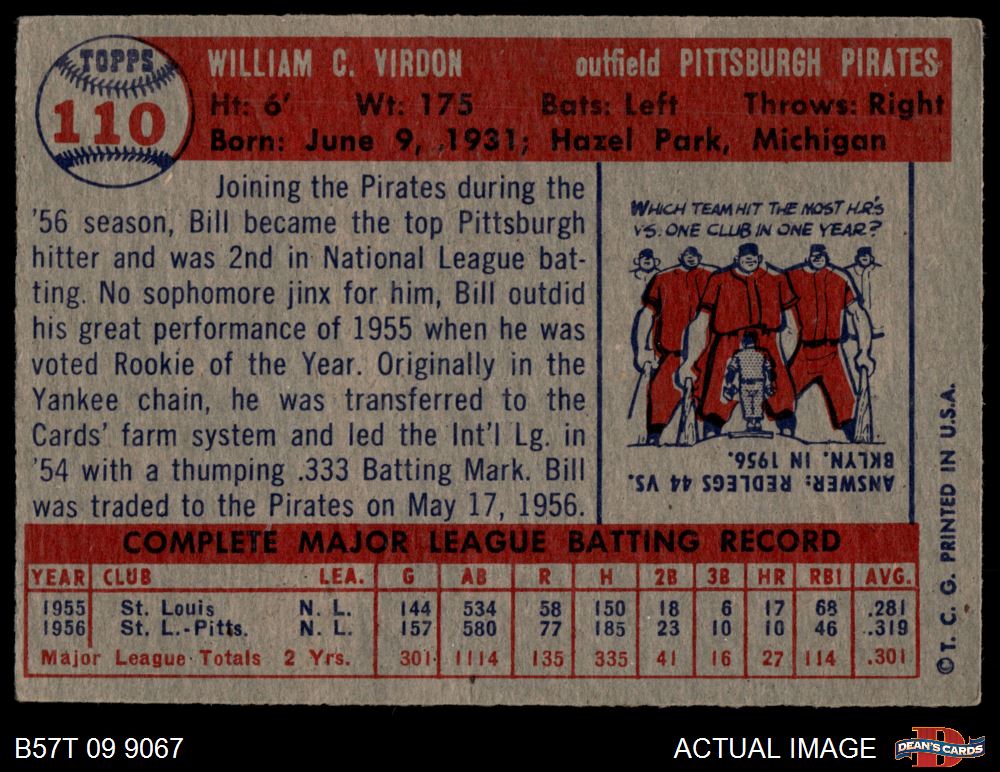 TOPPS
110
WILLIAM C. VIRDON outfield PITTSBURGH PIRATES
Ht: 6' Wt: 175 Bats: Left Throws: Right
Born: June 9, 1931; Hazel Park, Michigan
Joining the Pirates during the
'56 season, Bill became the top Pittsburgh
hitter and was 2nd in National League bat-
ting. No sophomore jinx for him, Bill outdid
his great performance of 1955 when he was
voted Rookie of the Year. Originally in the
Yankee chain, he was transferred to the
Cards' farm system and led the Int'l Lg. in
'54 with a thumping .333 Batting Mark. Bill
was traded to the Pirates on May 17, 1956.
WHICH TEAM HIT THE MOST H.R'S
VS. ONE CLUB IN ONE YEAR?
ANSWER: REDLEGS 44 VS.
BKLYN. IN 1956.
COMPLETE MAJOR LEAGUE BATTING RECORD
YEAR CLUB LEA. G AB R H 2B 3B HR RBI AVG.
1955 St. Louis N. L. 144 534 58 150 18 6 17 68 .281
1956 St. L.-Pitts. N. L. 157 580 77 185 23 10 10 46 .319
Major League Totals 2 Yrs. 301 1114 135 335 41 16 27 114 .301
© T. C. G. PRINTED IN U.S.A.
B57T 09 9067 ACTUAL IMAGE
DEAN'S CARDS